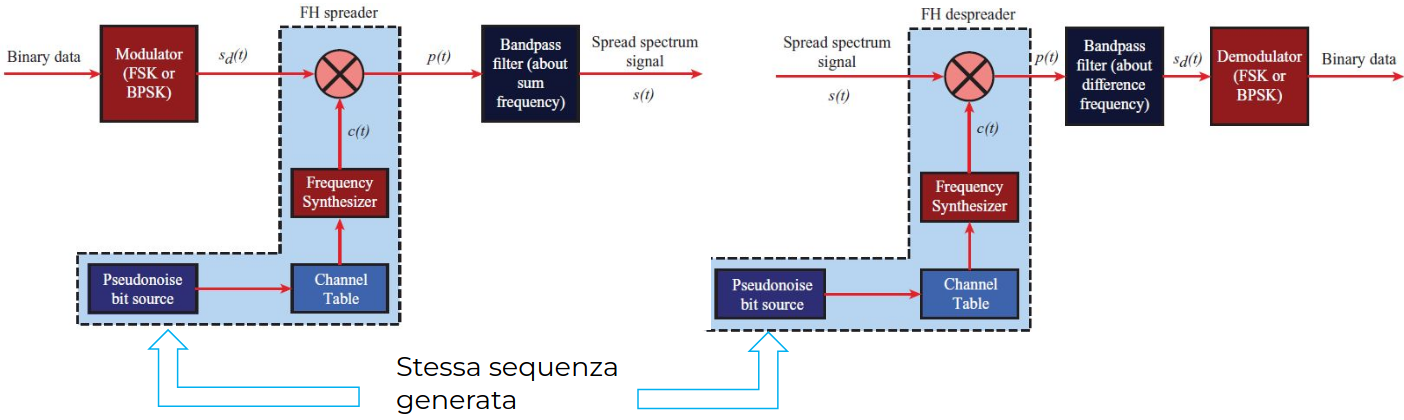 FH spreader
Binary data
Modulator
(FSK or
BPSK)
sd(t)
p(t)
Bandpass
filter (about
sum
frequency)
Spread spectrum
signal
s(t)
c(t)
Frequency
Synthesizer
Pseudonoise
bit source
Channel
Table
FH despreader
Spread spectrum
signal
s(t)
p(t)
Bandpass
filter (about
difference
frequency)
sd(t)
Demodulator
(FSK or
BPSK)
Binary data
c(t)
Frequency
Synthesizer
Pseudonoise
bit source
Channel
Table
Stessa sequenza
generata